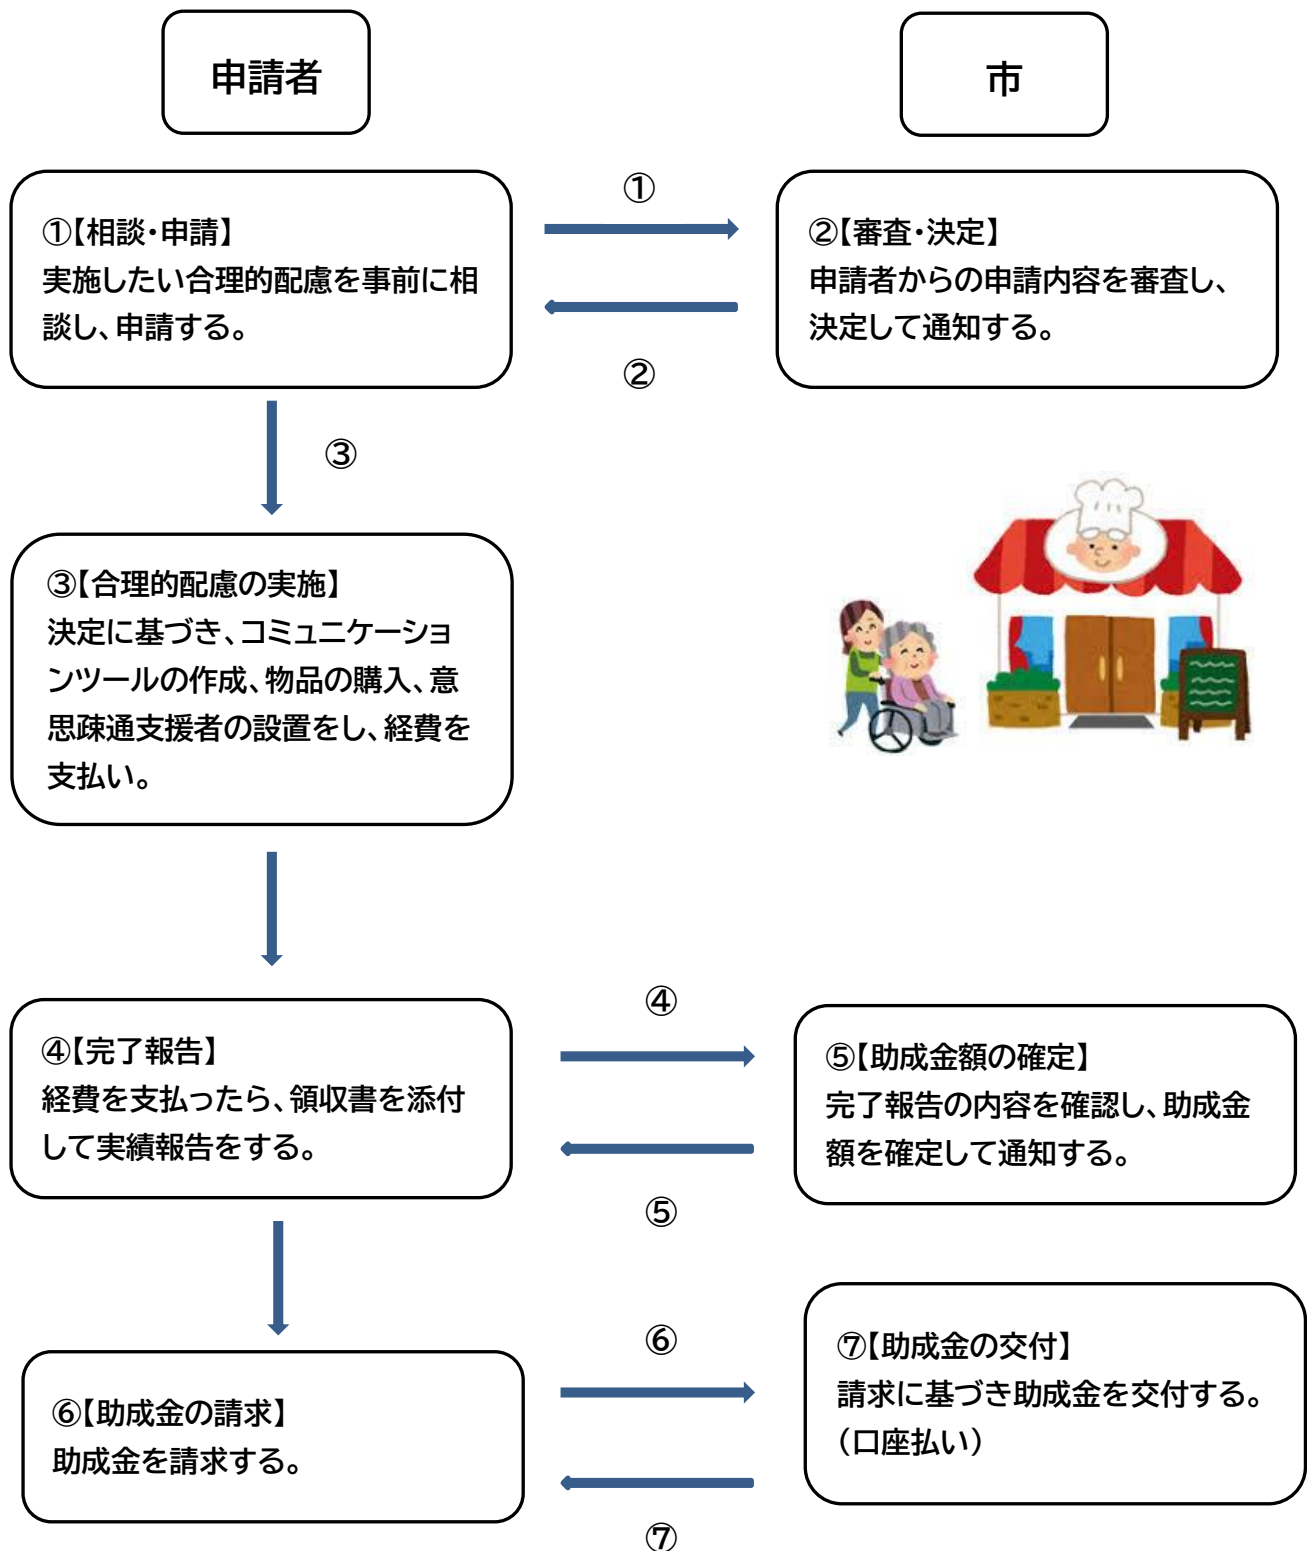 申請者
市
①
①【相談・申請】
実施したい合理的配慮を事前に相
談し、申請する。
②【審査・決定】
申請者からの申請内容を審査し、
決定して通知する。
②
③
③【合理的配慮の実施】
決定に基づき、コミュニケーショ
ンツールの作成、物品の購入、意
思疎通支援者の設置をし、経費を
支払い。
④
④【完了報告】
経費を支払ったら、領収書を添付
して実績報告をする。
⑤【助成金額の確定】
完了報告の内容を確認し、助成金
額を確定して通知する。
⑤
⑥
⑥【助成金の請求】
助成金を請求する。
⑦【助成金の交付】
請求に基づき助成金を交付する。
(口座払い)
⑦